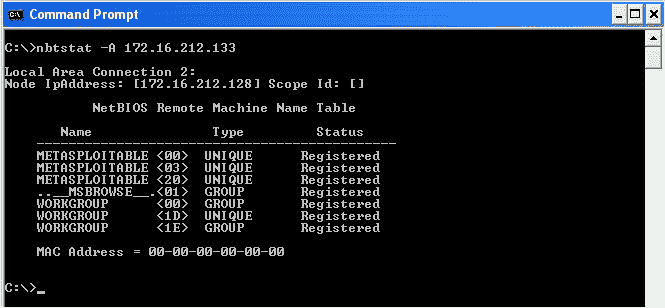 Command Prompt
C:\>nbtstat -A 172.16.212.133
Local Area Connection 2:
Node IpAddress: [172.16.212.128] Scope Id: []
NetBIOS Remote Machine Name Table
Name Type Status
---------------------------------------------
METASPLOITABLE <00> UNIQUE Registered
METASPLOITABLE <03> UNIQUE Registered
METASPLOITABLE <20> UNIQUE Registered
..__MSBROWSE__.<01> GROUP Registered
WORKGROUP <00> GROUP Registered
WORKGROUP <1D> UNIQUE Registered
WORKGROUP <1E> GROUP Registered
MAC Address = 00-00-00-00-00-00
C:\>_